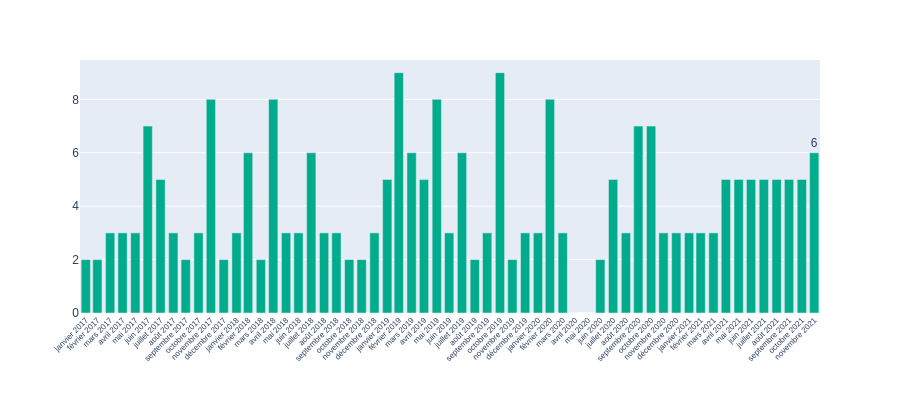 8
6
4
2
0
6
janvier 2017
février 2017
mars 2017
avril 2017
mai 2017
juin 2017
juillet 2017
août 2017
septembre 2017
octobre 2017
novembre 2017
décembre 2017
janvier 2018
février 2018
mars 2018
avril 2018
mai 2018
juin 2018
juillet 2018
août 2018
septembre 2018
octobre 2018
novembre 2018
décembre 2018
janvier 2019
février 2019
mars 2019
avril 2019
mai 2019
juin 2019
juillet 2019
août 2019
septembre 2019
octobre 2019
novembre 2019
décembre 2019
janvier 2020
février 2020
mars 2020
avril 2020
mai 2020
juin 2020
juillet 2020
août 2020
septembre 2020
octobre 2020
novembre 2020
décembre 2020
janvier 2021
février 2021
mars 2021
avril 2021
mai 2021
juin 2021
juillet 2021
août 2021
septembre 2021
octobre 2021
novembre 2021